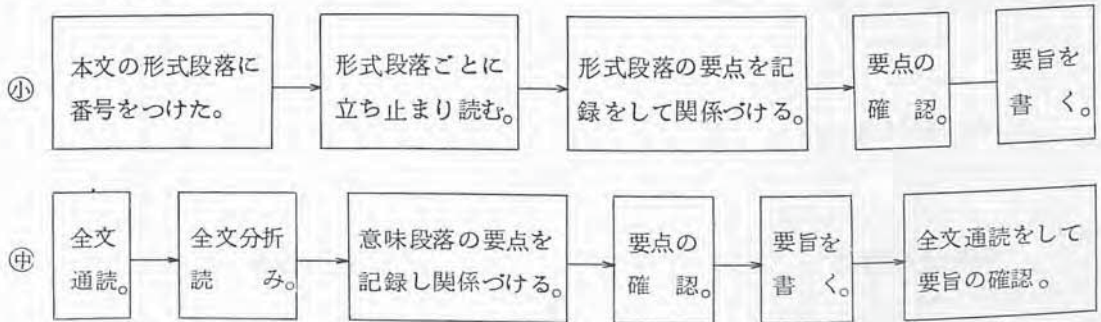 小
本文の形式段落に
番号をつけた。
形式段落ごとに
立ち止まり読む。
形式段落の要点を記
録をして関係づける。
要点の
確認。
要旨を
書く。
中
全文
通読。
全文分折
読み。
意味段落の要点を
記録し関係づける。
要点の
確認。
要旨を
書く。
全文通読をして
要旨の確認。